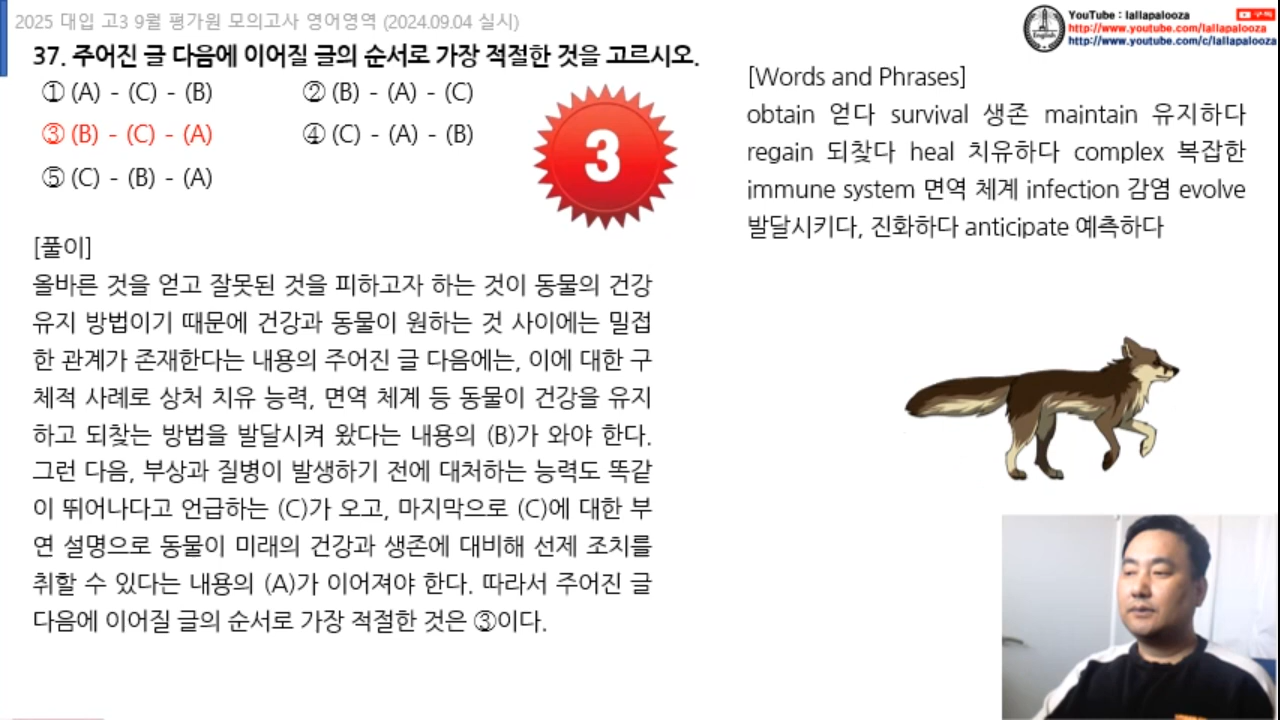 2025 대입 고3 9월 평가원 모의고사 영어영역 (2024.09.04 실시)
37. 주어진 글 다음에 이어질 글의 순서로 가장 적절한 것을 고르시오.
① (A) - (C) - (B)
② (B) - (A) - (C)
③ (B) - (C) - (A)
④ (C) - (A) - (B)
⑤ (C) - (B) - (A)
3
[풀이]
올바른 것을 얻고 잘못된 것을 피하고자 하는 것이 동물의 건강
유지 방법이기 때문에 건강과 동물이 원하는 것 사이에는 밀접
한 관계가 존재한다는 내용의 주어진 글 다음에는, 이에 대한 구
체적 사례로 상처 치유 능력, 면역 체계 등 동물이 건강을 유지
하고 되찾는 방법을 발달시켜 왔다는 내용의 (B)가 와야 한다.
그런 다음, 부상과 질병이 발생하기 전에 대처하는 능력도 똑같
이 뛰어나다고 언급하는 (C)가 오고, 마지막으로 (C)에 대한 부
연 설명으로 동물이 미래의 건강과 생존에 대비해 선제 조치를
취할 수 있다는 내용의 (A)가 이어져야 한다. 따라서 주어진 글
다음에 이어질 글의 순서로 가장 적절한 것은 ③이다.
YouTube : lallapalooza
구독
http://www.youtube.com/lallapalooza
http://www.youtube.com/c/lallapalooza
English
[Words and Phrases]
obtain 얻다 survival 생존 maintain 유지하다
regain 되찾다 heal 치유하다 complex 복잡한
immune system 면역 체계 infection 감염 evolve
발달시키다, 진화하다 anticipate 예측하다